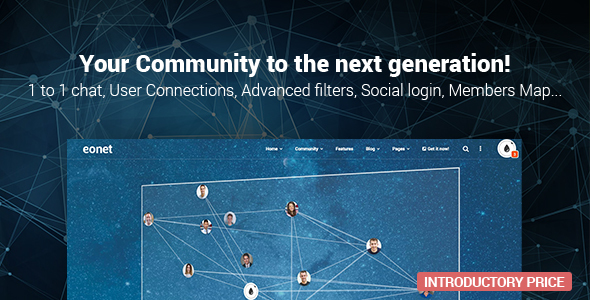 Your Community to the next generation!
1 to 1 chat, User Connections, Advanced filters, Social login, Members Map...
eonet Home Community Features Blog Pages Get it now!
INTRODUCTORY PRICE